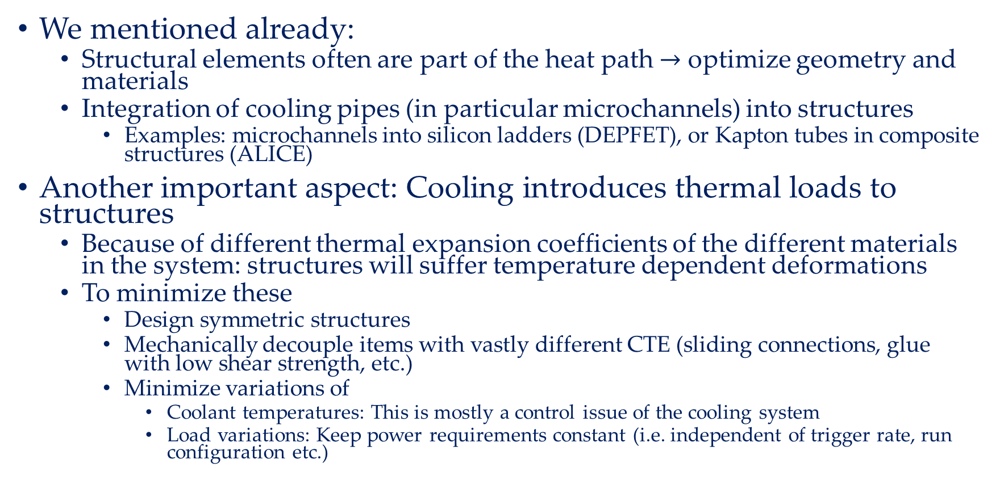 • We mentioned already:
• Structural elements often are part of the heat path → optimize geometry and
materials
• Integration of cooling pipes (in particular microchannels) into structures
• Examples: microchannels into silicon ladders (DEPFET), or Kapton tubes in composite
structures (ALICE)
• Another important aspect: Cooling introduces thermal loads to
structures
• Because of different thermal expansion coefficients of the different materials
in the system: structures will suffer temperature dependent deformations
• To minimize these
• Design symmetric structures
• Mechanically decouple items with vastly different CTE (sliding connections, glue
with low shear strength, etc.)
• Minimize variations of
• Coolant temperatures: This is mostly a control issue of the cooling system
• Load variations: Keep power requirements constant (i.e. independent of trigger rate, run
configuration etc.)